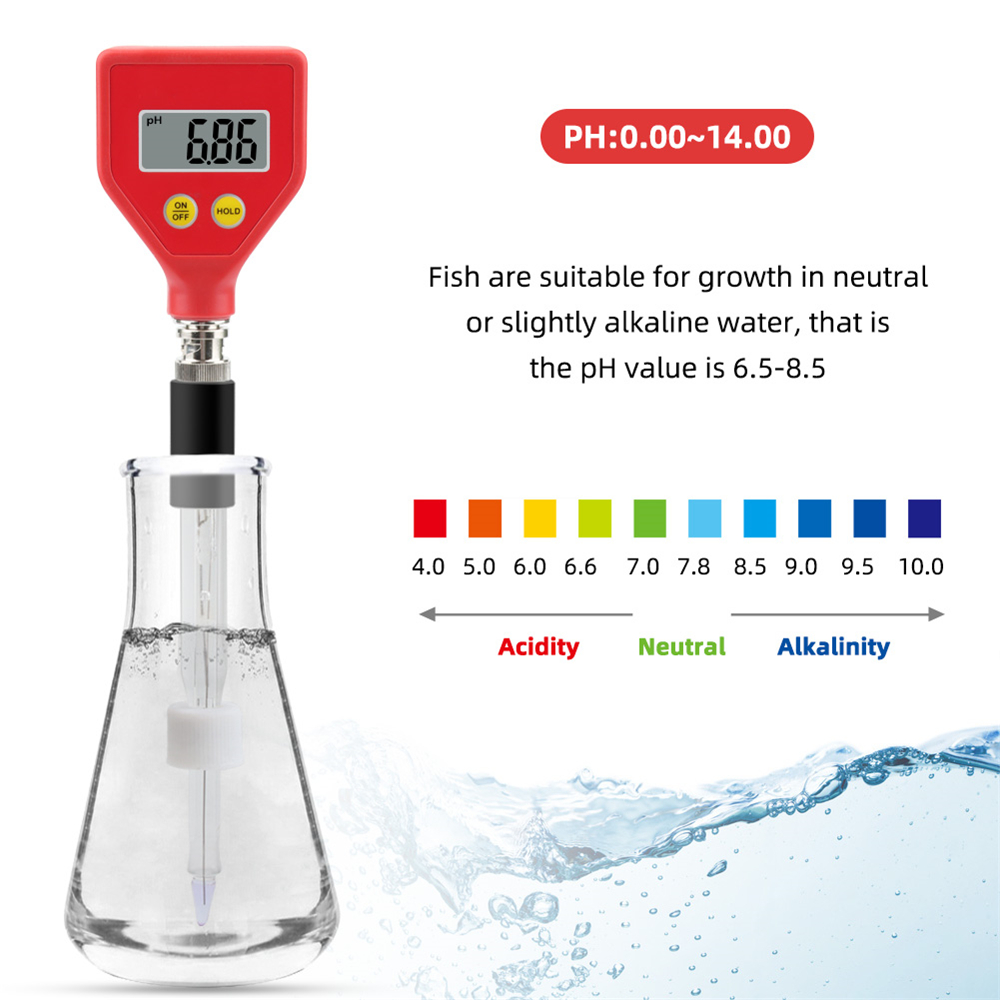 pH
6.86
ON
OFF
HOLD
PH:0.00~14.00
Fish are suitable for growth in neutral
or slightly alkaline water, that is
the pH value is 6.5-8.5
4.0 5.0 6.0 6.6 7.0 7.8 8.5 9.0 9.5 10.0
Acidity Neutral Alkalinity